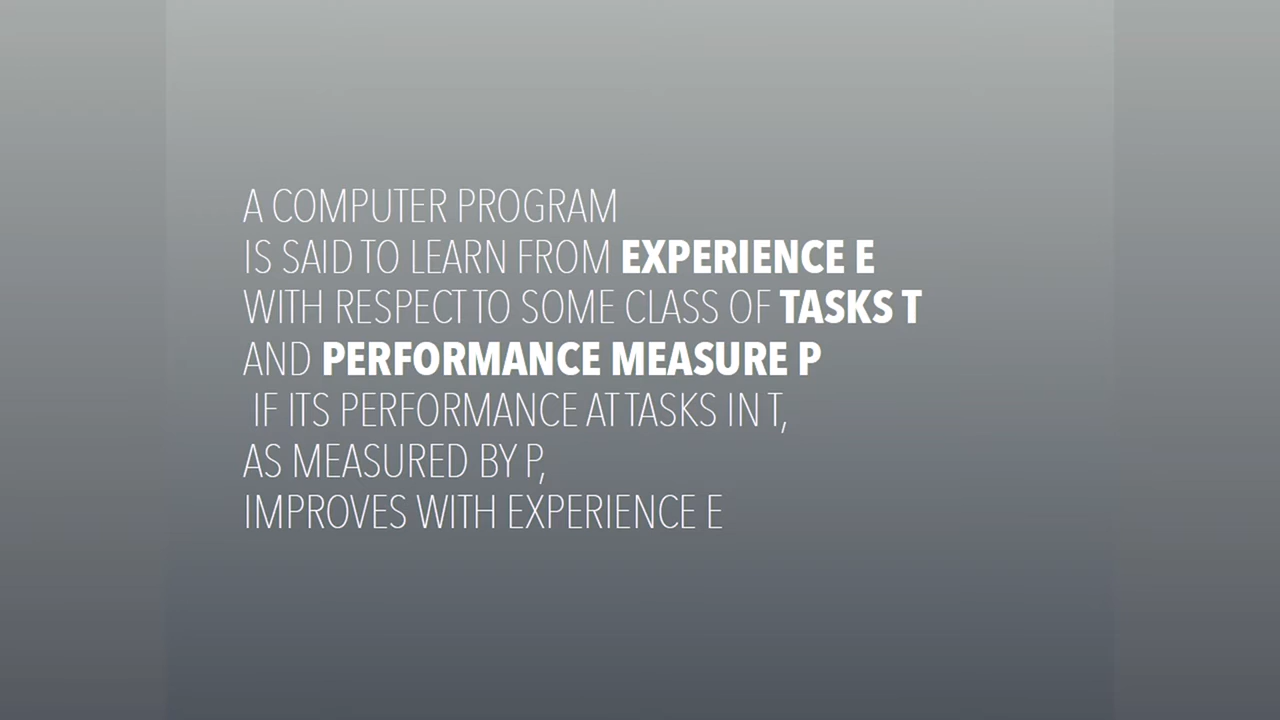 A COMPUTER PROGRAM
IS SAID TO LEARN FROM EXPERIENCE E
WITH RESPECT TO SOME CLASS OF TASKS T
AND PERFORMANCE MEASURE P
IF ITS PERFORMANCE AT TASKS IN T,
AS MEASURED BY P,
IMPROVES WITH EXPERIENCE E